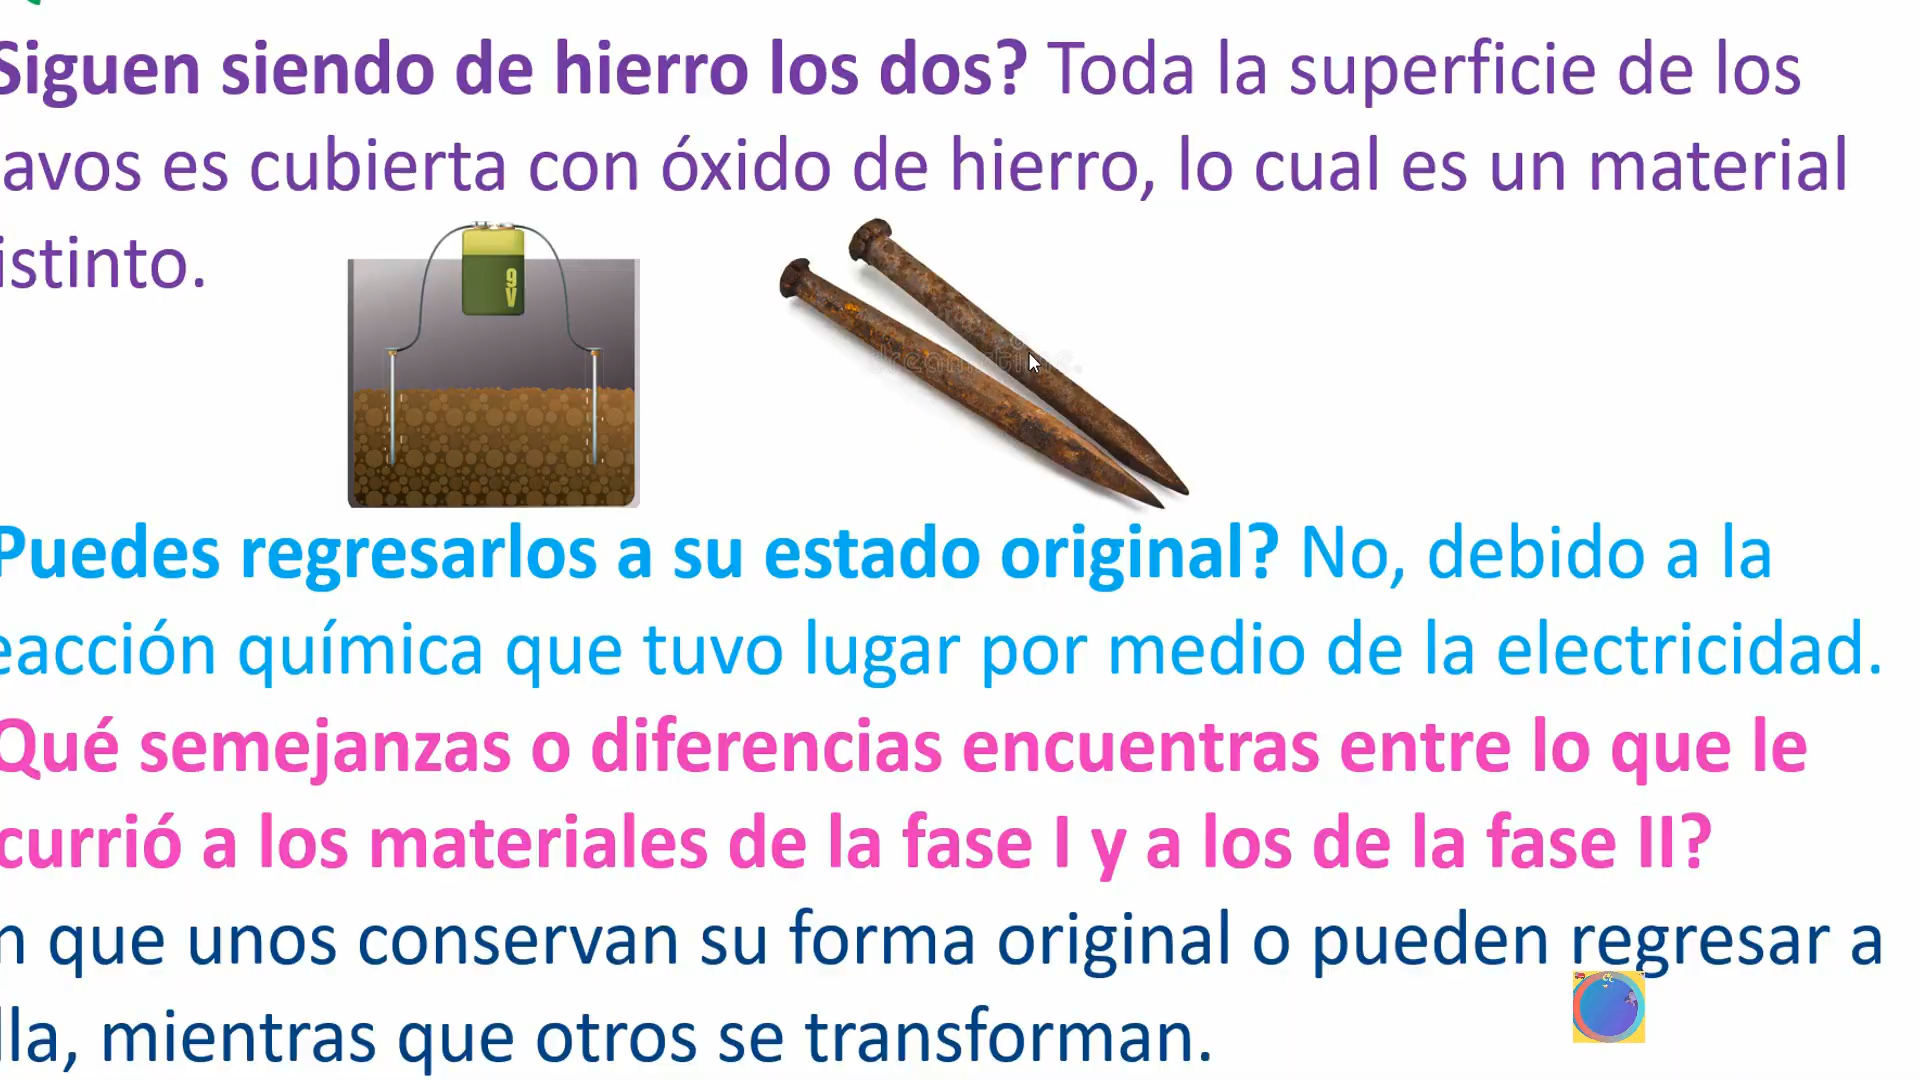 Siguen siendo de hierro los dos? Toda la superficie de los
avos es cubierta con óxido de hierro, lo cual es un material
istinto.
9V
dreamstime.
Puedes regresarlos a su estado original? No, debido a la
eacción química que tuvo lugar por medio de la electricidad.
Qué semejanzas o diferencias encuentras entre lo que le
currió a los materiales de la fase I y a los de la fase II?
n que unos conservan su forma original o pueden regresar a
lla, mientras que otros se transforman.